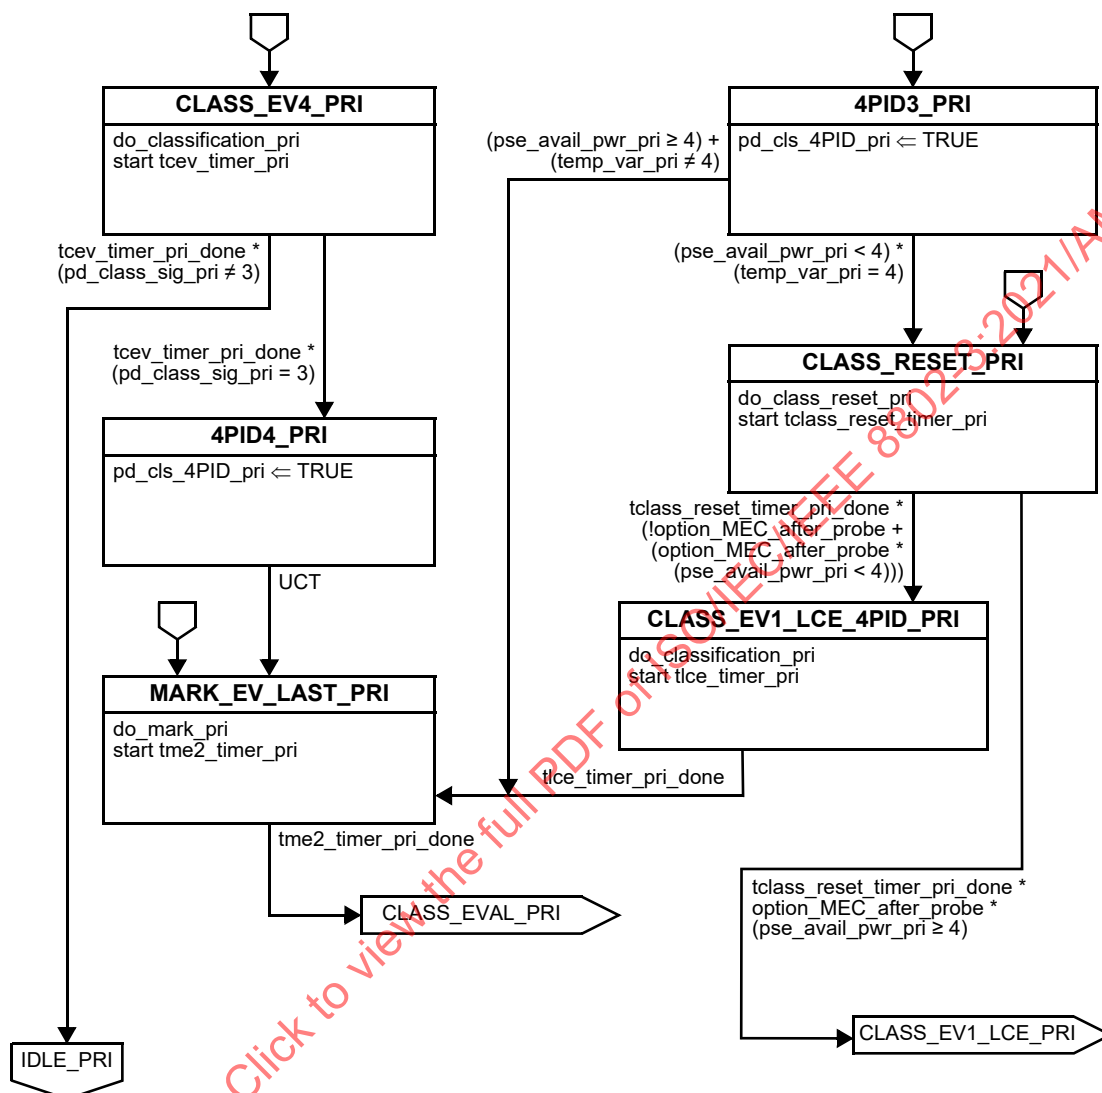 CLASS_EV4_PRI
do_classification_pri
start tcev_timer_pri
tcev_timer_pri_done *
(pd_class_sig_pri ≠ 3)
tcev_timer_pri_done *
(pd_class_sig_pri = 3)
4PID4_PRI
pd_cls_4PID_pri ⇐ TRUE
UCT
MARK_EV_LAST_PRI
do_mark_pri
start tme2_timer_pri
tme2_timer_pri_done
CLASS_EVAL_PRI
IDLE_PRI
4PID3_PRI
pd_cls_4PID_pri ⇐ TRUE
(pse_avail_pwr_pri ≥ 4) +
(temp_var_pri ≠ 4)
(pse_avail_pwr_pri < 4) *
(temp_var_pri = 4)
CLASS_RESET_PRI
do_class_reset_pri
start tclass_reset_timer_pri
tclass_reset_timer_pri_done *
(!option_MEC_after_probe +
(option_MEC_after_probe *
(pse_avail_pwr_pri < 4)))
CLASS_EV1_LCE_4PID_PRI
do_classification_pri
start tlce_timer_pri
tlce_timer_pri_done
tclass_reset_timer_pri_done *
option_MEC_after_probe *
(pse_avail_pwr_pri ≥ 4)
CLASS_EV1_LCE_PRI
Click to view the full PDF of ISO/IEC/IEEE 8802-3:2021/